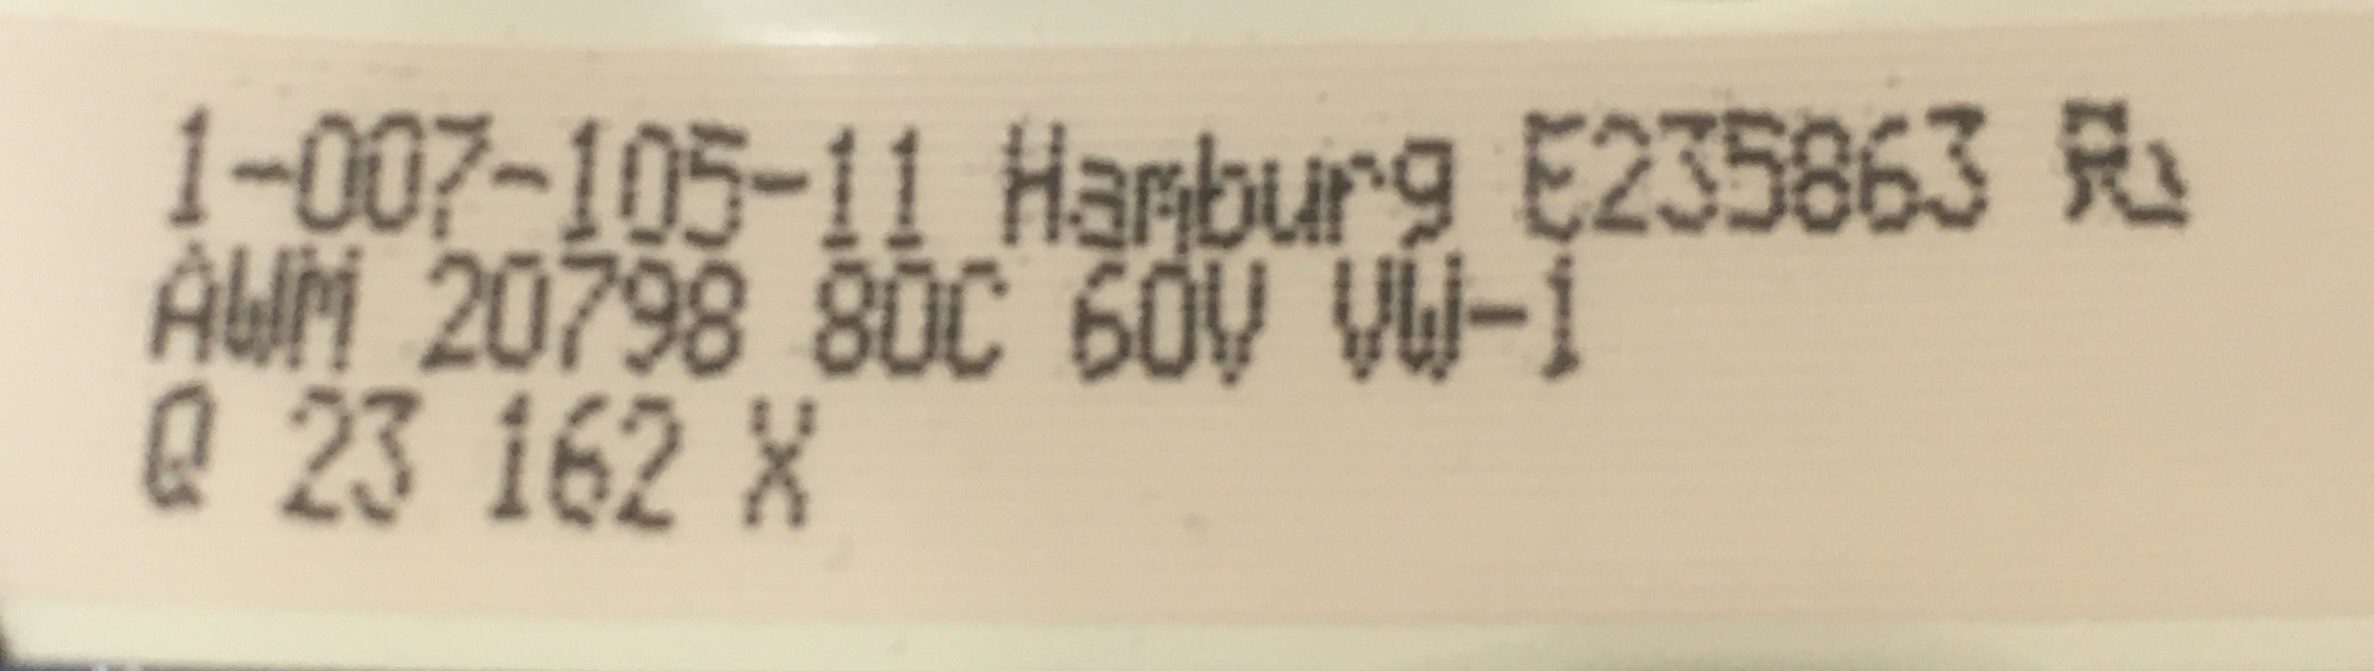 1-007-105-11 Hamburg E235863
AWM 20798 80C 60V VW-1
Q 23 162 X